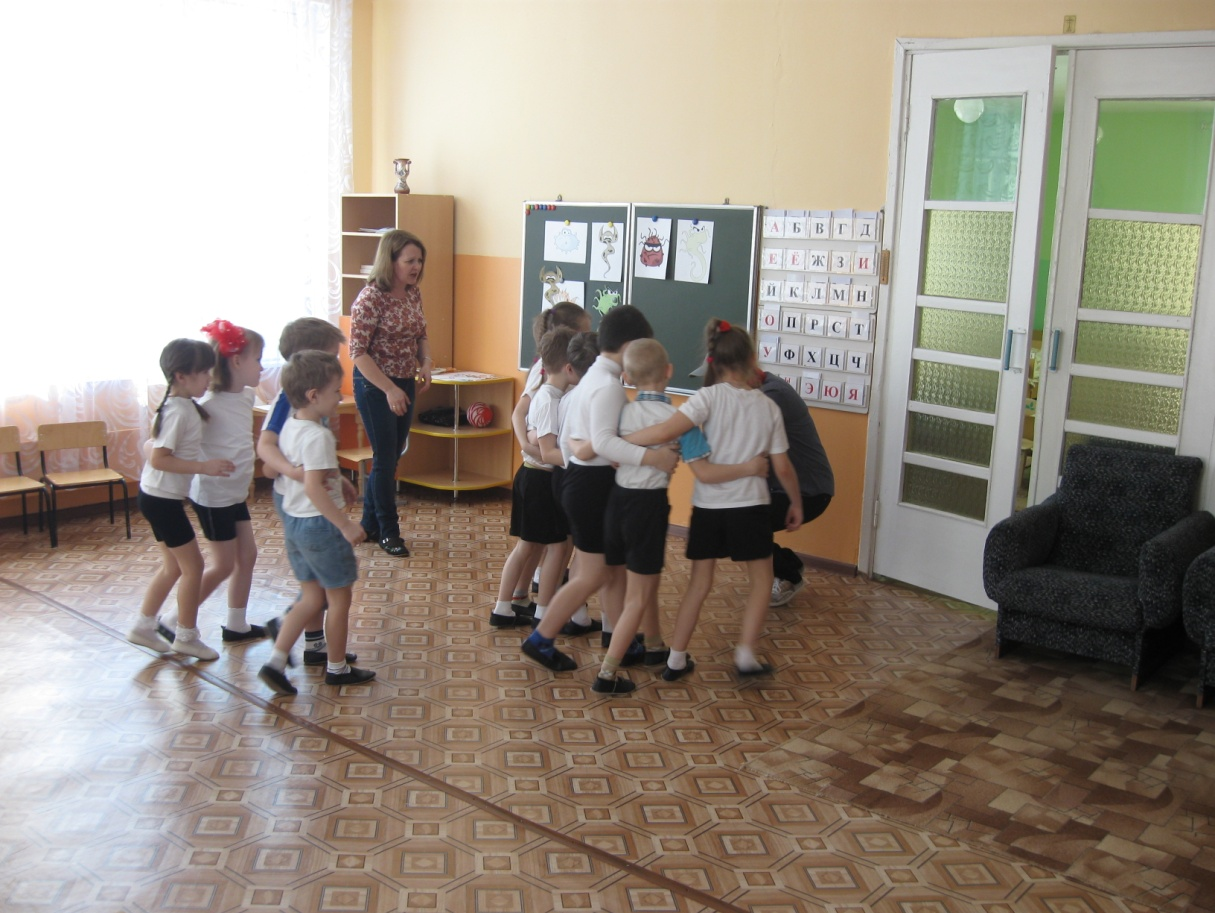 А Б В Г Д
Е Ё Ж З И
Й К Л М Н
О П Р С Т
У Ф Х Ц Ч
Э Ю Я